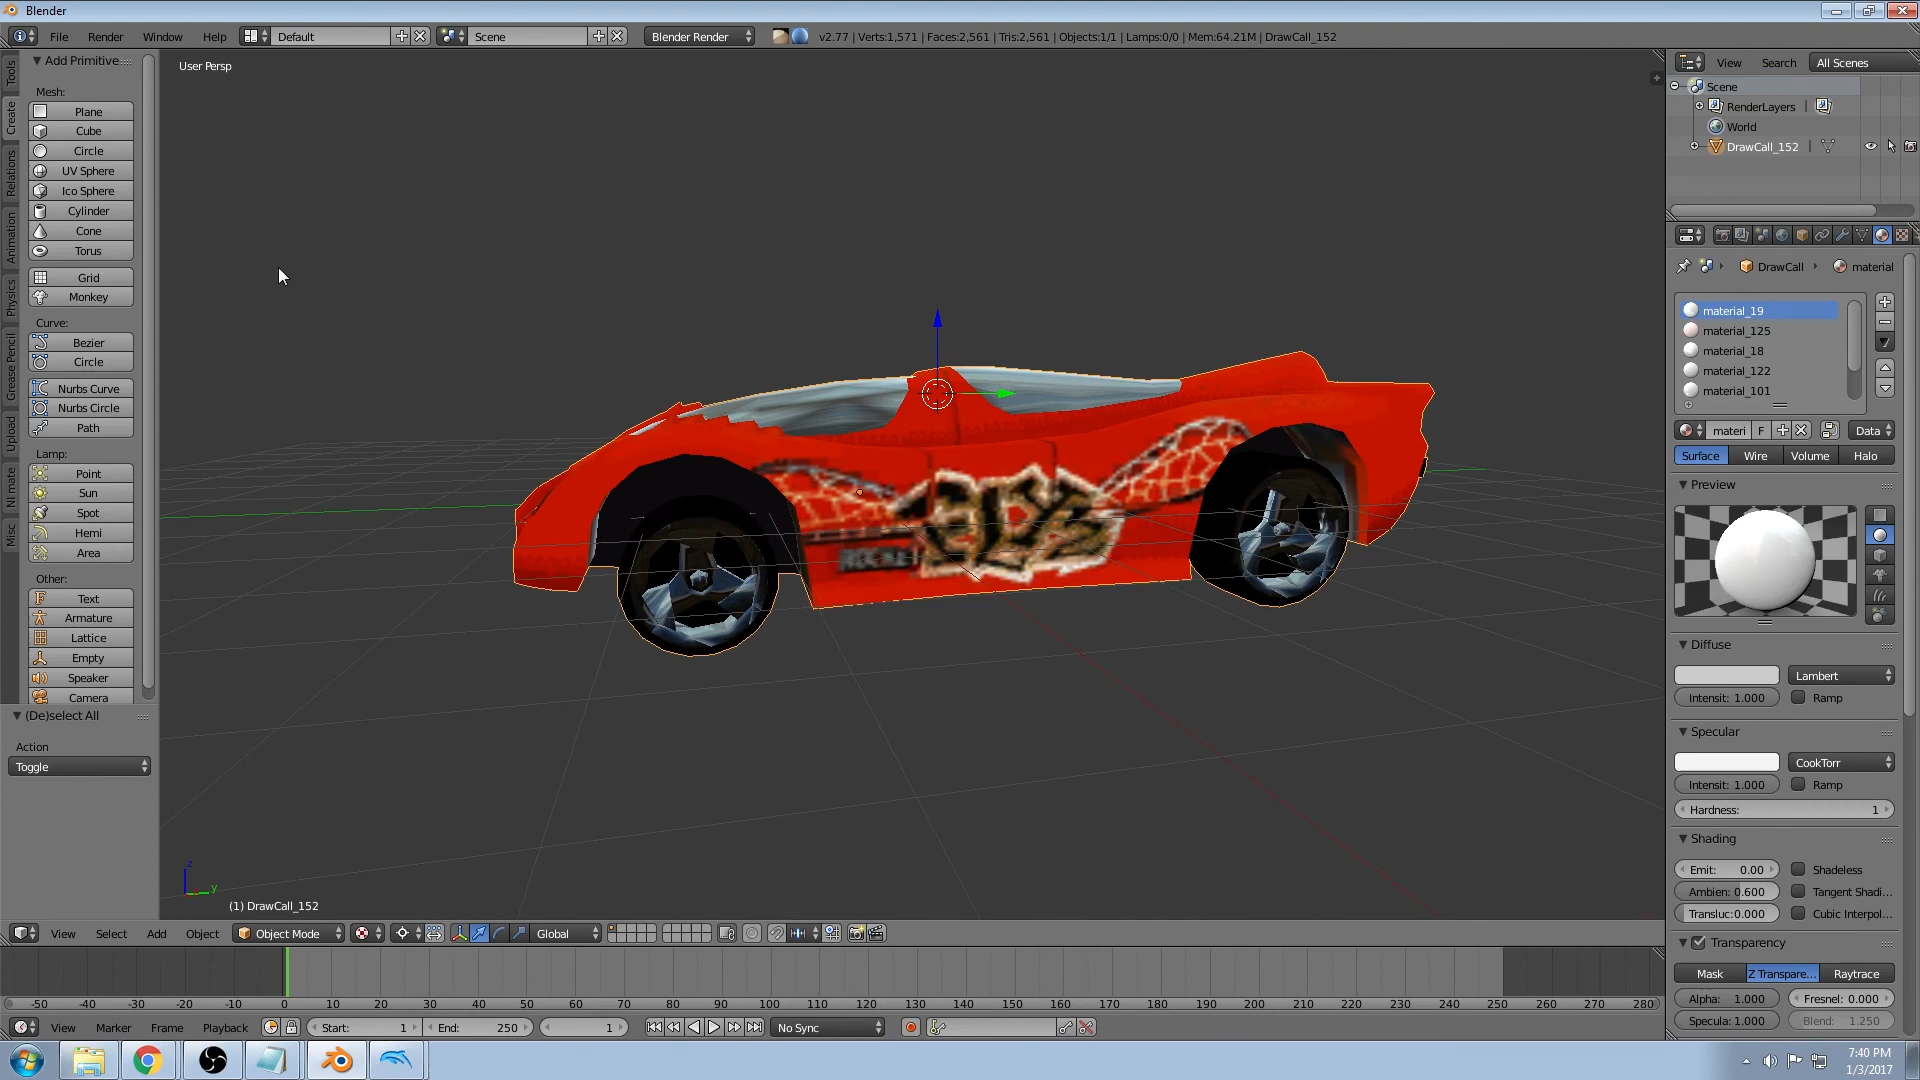 Blender
File Render Window Help Default Scene Blender Render v2.77 | Verts:1,571 | Faces:2,561 | Tris:2,561 | Objects:1/1 | Lamps:0/0 | Mem:64.21M | DrawCall_152
Tools
Create
Relations
Animation
Physics
Grease Pencil
Upload
NI mate
Misc
Add Primitive
Mesh:
Plane
Cube
Circle
UV Sphere
Ico Sphere
Cylinder
Cone
Torus
Grid
Monkey
Curve:
Bezier
Circle
Nurbs Curve
Nurbs Circle
Path
Lamp:
Point
Sun
Spot
Hemi
Area
Other:
Text
Armature
Lattice
Empty
Speaker
Camera
(De)select All
Action
Toggle
User Persp
ROCKET
z
y
(1) DrawCall_152
View Search All Scenes
Scene
RenderLayers |
World
DrawCall_152 |
DrawCall material
material_19
material_125
material_18
material_122
material_101
materi F Data
Surface Wire Volume Halo
Preview
Diffuse
Lambert
Intensit: 1.000 Ramp
Specular
CookTorr
Intensit: 1.000 Ramp
Hardness: 1
Shading
Emit: 0.00 Shadeless
Ambien: 0.600 Tangent Shadi...
Transluc:0.000 Cubic Interpol...
Transparency
Mask Z Transpare... Raytrace
Alpha: 1.000 Fresnel: 0.000
Specula: 1.000 Blend: 1.250
View Select Add Object Object Mode Global
-50 -40 -30 -20 -10 0 10 20 30 40 50 60 70 80 90 100 110 120 130 140 150 160 170 180 190 200 210 220 230 240 250 260 270 280
View Marker Frame Playback Start: 1 End: 250 1 No Sync
7:40 PM
1/3/2017